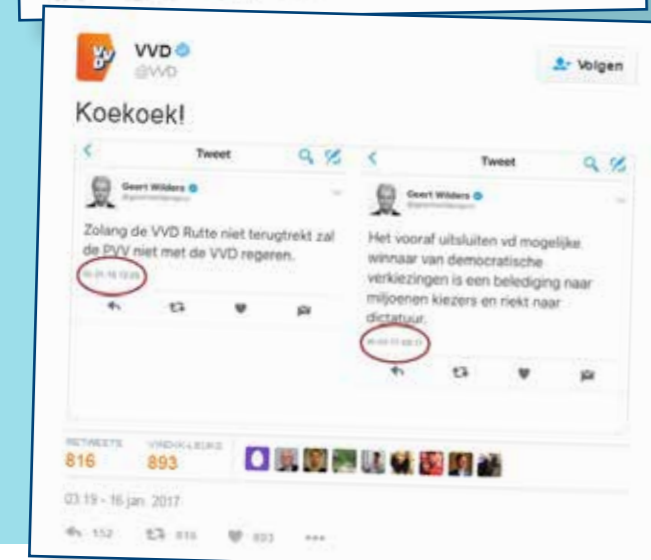 VVD
VVD
@VVD
Volgen
Koekoek!
Tweet
Geert Wilders
Zolang de VVD Rutte niet terugtrekt zal
de PVV niet met de VVD regeren.
Tweet
Geert Wilders
Het vooraf uitsluiten vd mogelijke
winnaar van democratische
verkiezingen is een belediging naar
miljoenen kiezers en riekt naar
dictatuur.
RETWEETS
816
VIND-IK-LEUKS
893
03:19 - 16 jan. 2017
152
816
893